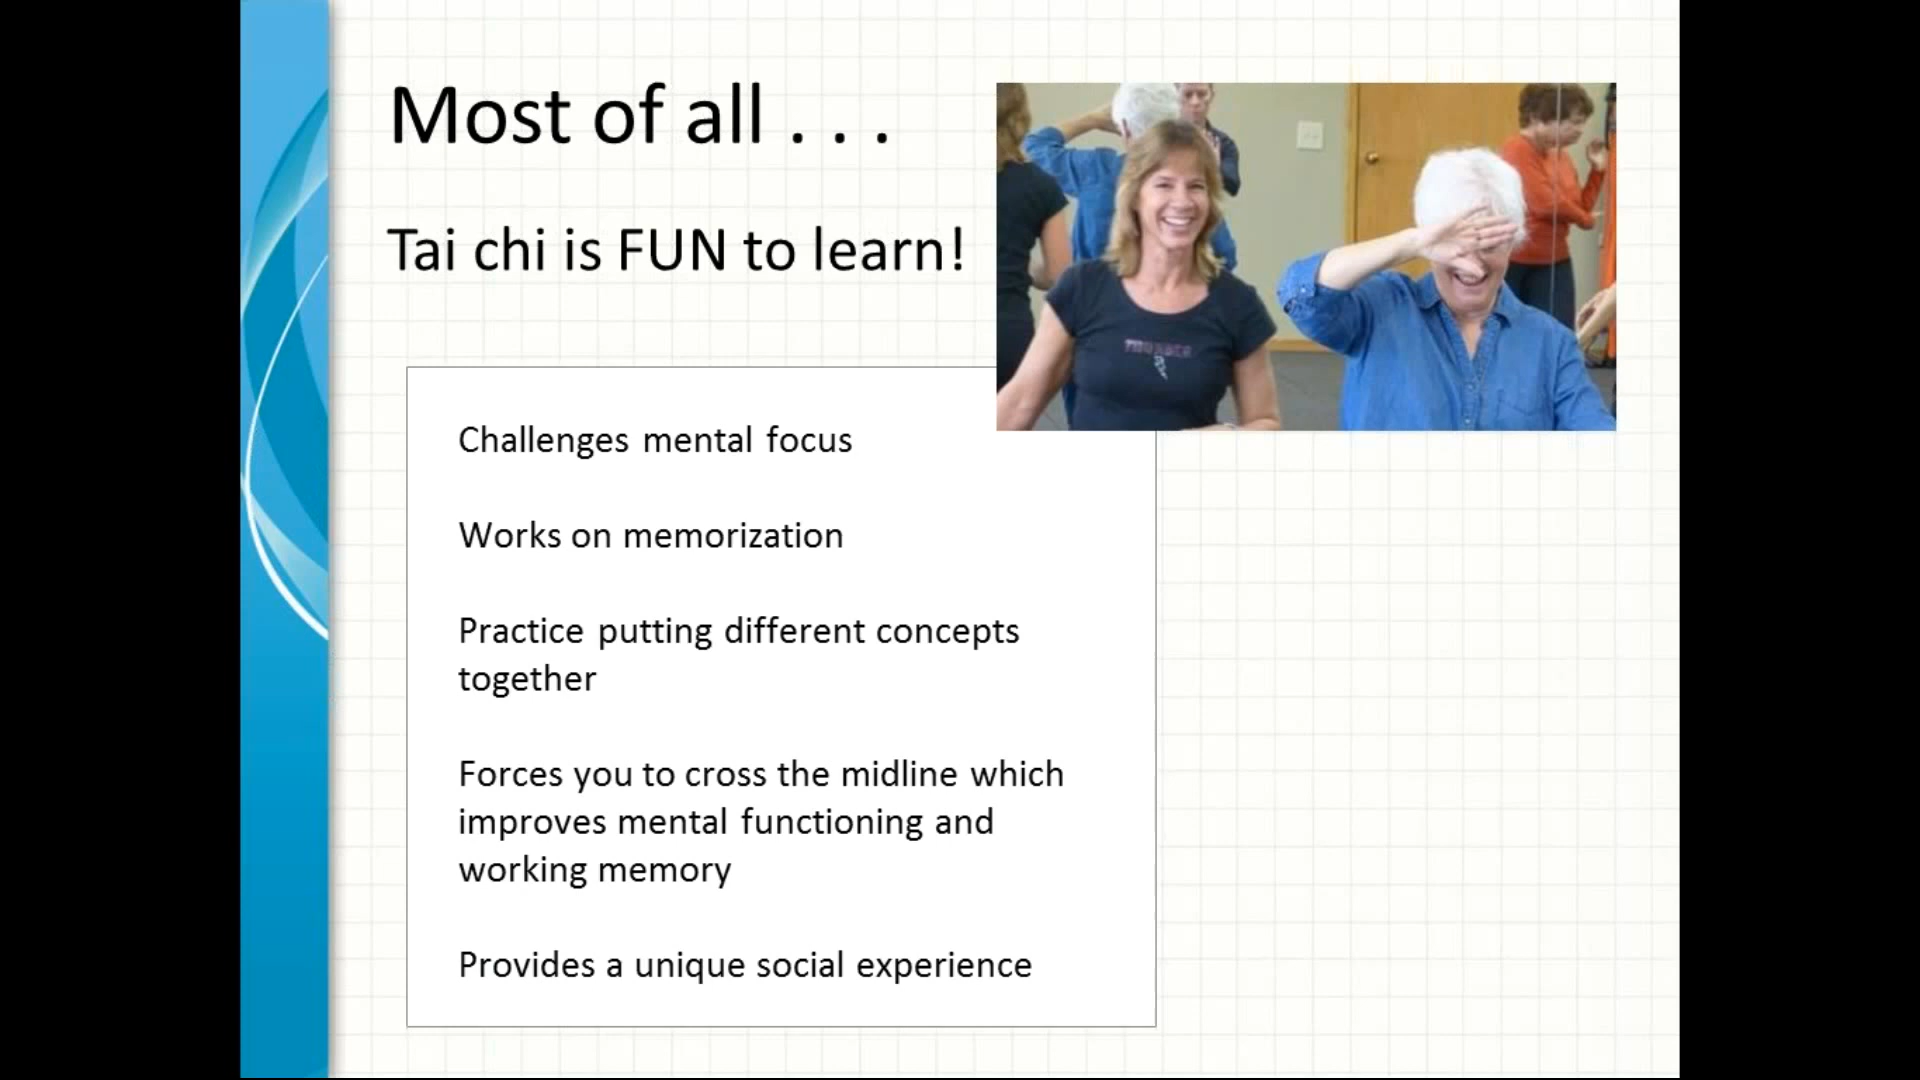 Most of all . . .
Tai chi is FUN to learn!
Challenges mental focus
Works on memorization
Practice putting different concepts
together
Forces you to cross the midline which
improves mental functioning and
working memory
Provides a unique social experience